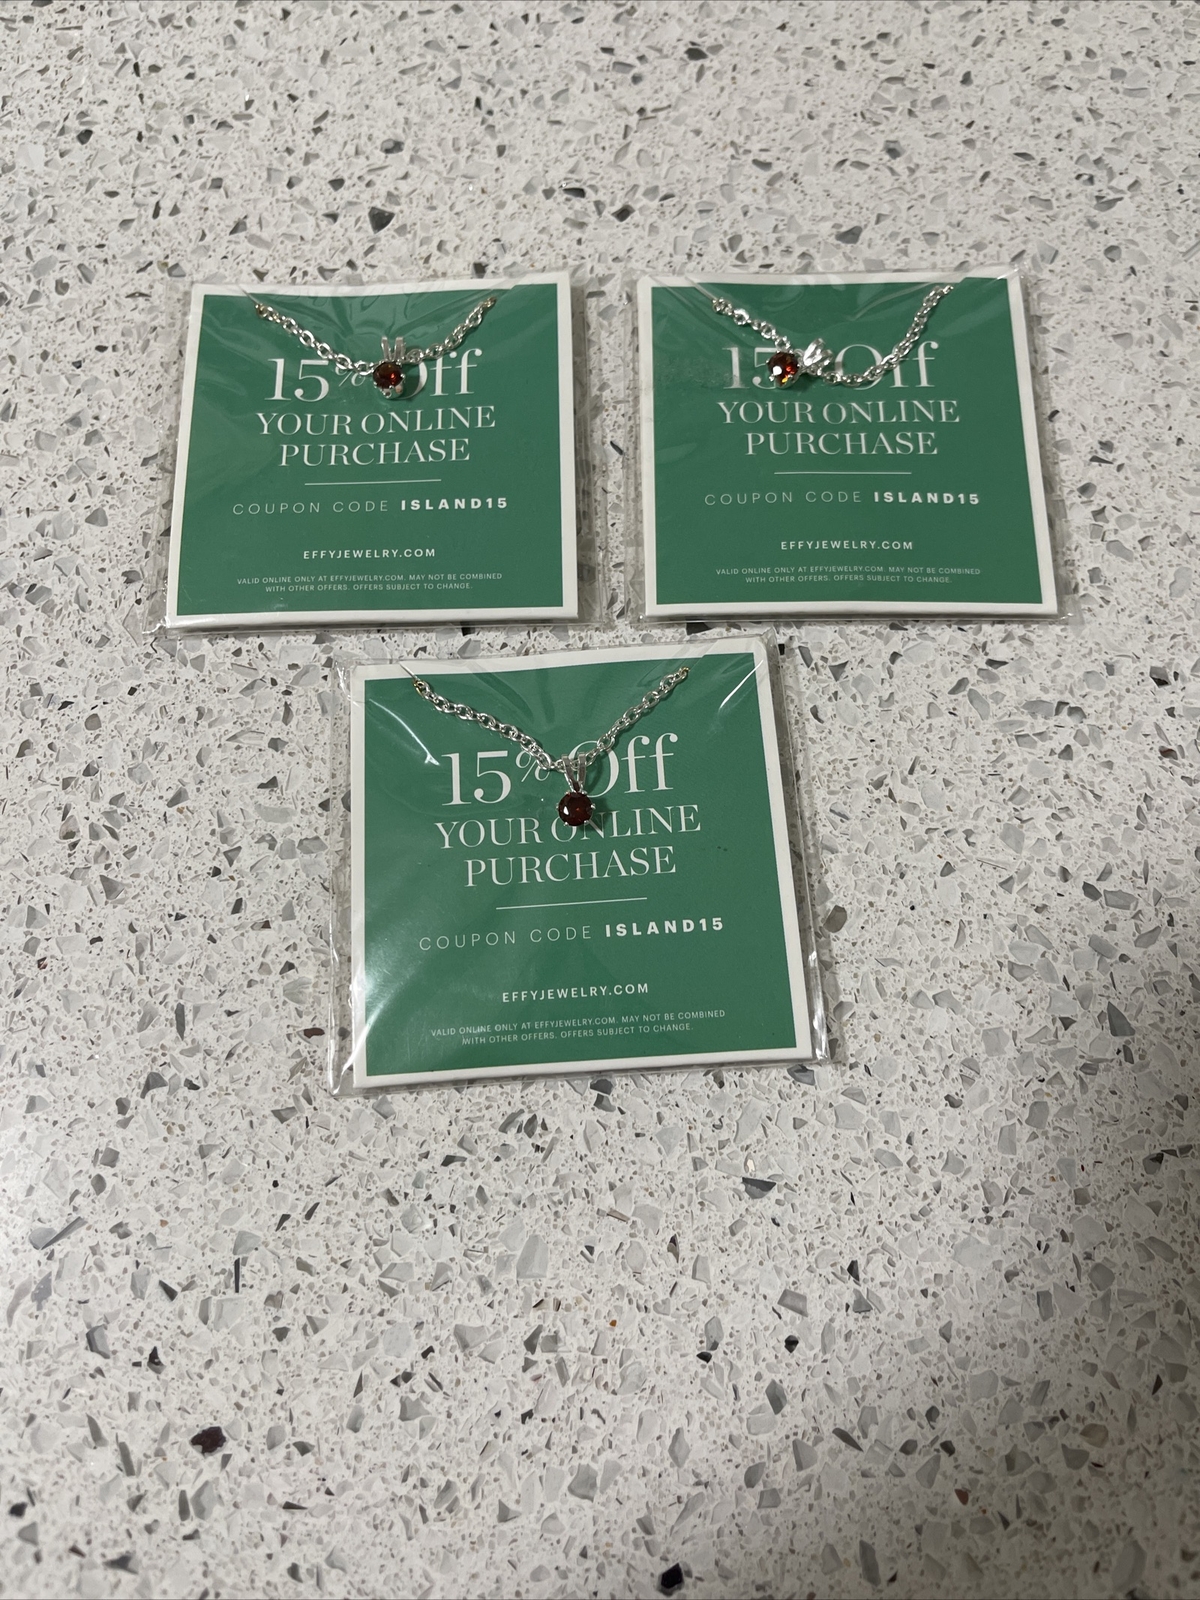 15% Off
YOUR ONLINE
PURCHASE
COUPON CODE ISLAND15
EFFYJEWELRY.COM
VALID ONLINE ONLY AT EFFYJEWELRY.COM. MAY NOT BE COMBINED
WITH OTHER OFFERS. OFFERS SUBJECT TO CHANGE.
15% Off
YOUR ONLINE
PURCHASE
COUPON CODE ISLAND15
EFFYJEWELRY.COM
VALID ONLINE ONLY AT EFFYJEWELRY.COM. MAY NOT BE COMBINED
WITH OTHER OFFERS. OFFERS SUBJECT TO CHANGE.
15% Off
YOUR ONLINE
PURCHASE
COUPON CODE ISLAND15
EFFYJEWELRY.COM
VALID ONLINE ONLY AT EFFYJEWELRY.COM. MAY NOT BE COMBINED
WITH OTHER OFFERS. OFFERS SUBJECT TO CHANGE.